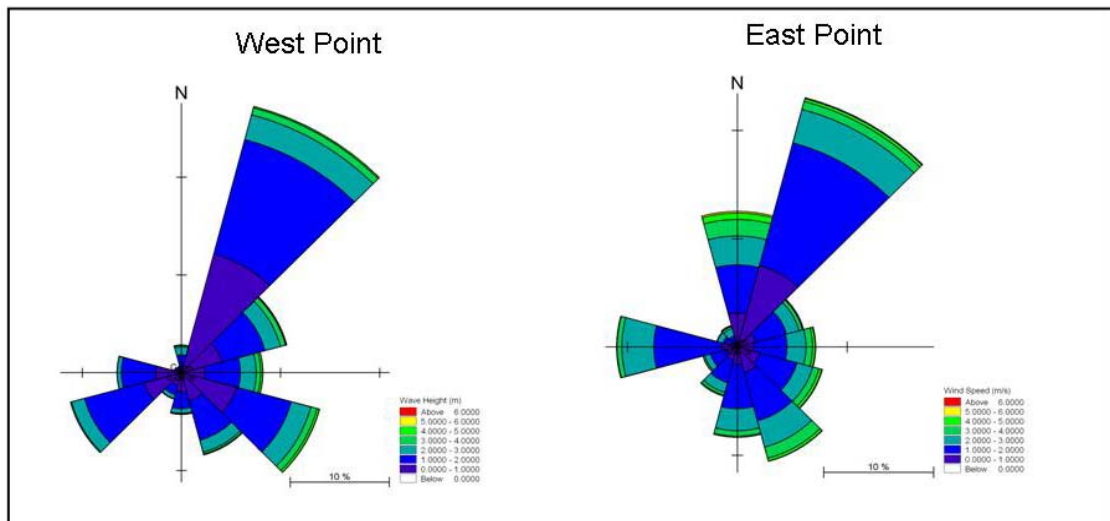 West Point
East Point
N
N
Wave Height (m)
Above 6.0000
5.0000 - 6.0000
4.0000 - 5.0000
3.0000 - 4.0000
2.0000 - 3.0000
1.0000 - 2.0000
0.0000 - 1.0000
Below 0.0000
10 %
Wind Speed (m/s)
Above 6.0000
5.0000 - 6.0000
4.0000 - 5.0000
3.0000 - 4.0000
2.0000 - 3.0000
1.0000 - 2.0000
0.0000 - 1.0000
Below 0.0000
10 %